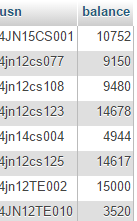 usn balance
4JN15CS001 10752
4jn12cs077 9150
4jn12cs108 9480
4jn12cs123 14678
4jn14cs004 4944
4jn12cs125 14617
4jn12TE002 15000
4JN12TE010 3520